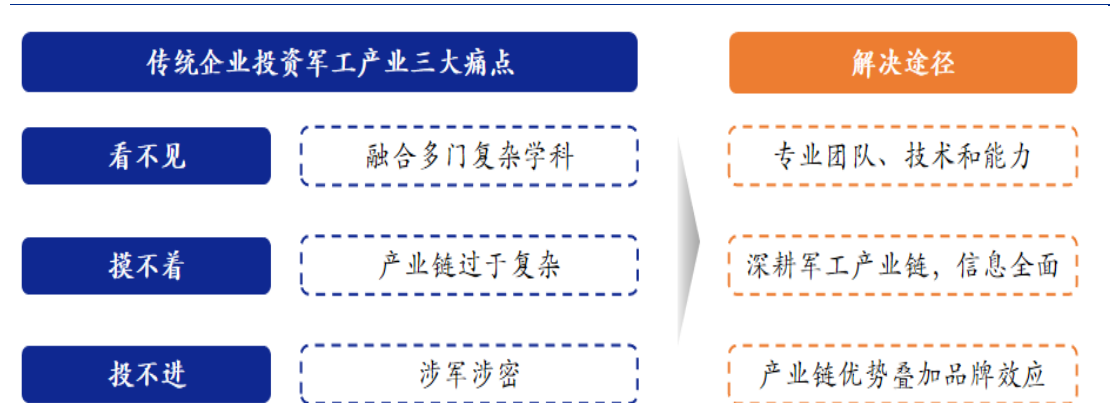 传统企业投资军工产业三大痛点
解决途径
看不见
融合多门复杂学科
专业团队、技术和能力
摸不着
产业链过于复杂
深耕军工产业链，信息全面
投不进
涉军涉密
产业链优势叠加品牌效应